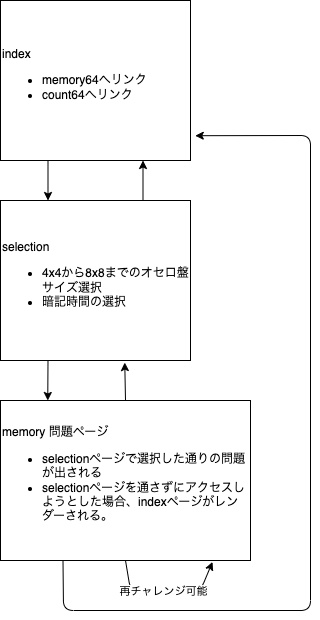 index
memory64へリンク
count64へリンク
selection
4x4から8x8までのオセロ盤
サイズ選択
暗記時間の選択
memory 問題ページ
selectionページで選択した通りの問題
が出される
selectionページを通さずにアクセスし
ようとした場合、indexページがレン
ダーされる。
再チャレンジ可能